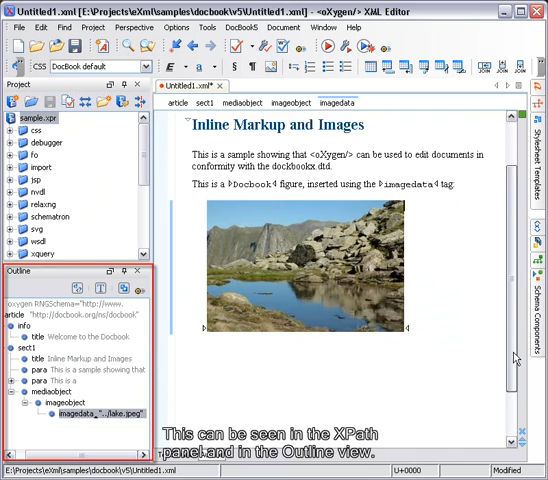 Untitled1.xml [E:\Projects\eXml\samples\docbook\v5\Untitled1.xml] - <oXygen/> XML Editor
File Edit Find Project Perspective Options Tools DocBook5 Document Window Help
CSS DocBook default
JOIN JOIN
Project
Untitled1.xml*
article sect1 mediaobject imageobject imagedata
sample.xpr
css
debugger
fo
import
jsp
nvdl
relaxng
schematron
svg
wsdl
xquery
Inline Markup and Images
This is a sample showing that <oXygen/> can be used to edit documents in
conformity with the dockbookx.dtd.
This is a Docbook figure, inserted using the imagedata tag:
Stylesheet Templates
Schema Components
Outline
oxygen RNGSchema="http://www.
article "http://docbook.org/ns/docbook"
info
title Welcome to the Docbook
sect1
title Inline Markup and Images
para This is a sample showing that
para This is a
mediaobject
imageobject
imagedata "../lake.jpeg"
This can be seen in the XPath
panel and in the Outline view.
E:\Projects\eXml\samples\docbook\v5\Untitled1.xml U+0000 Modified